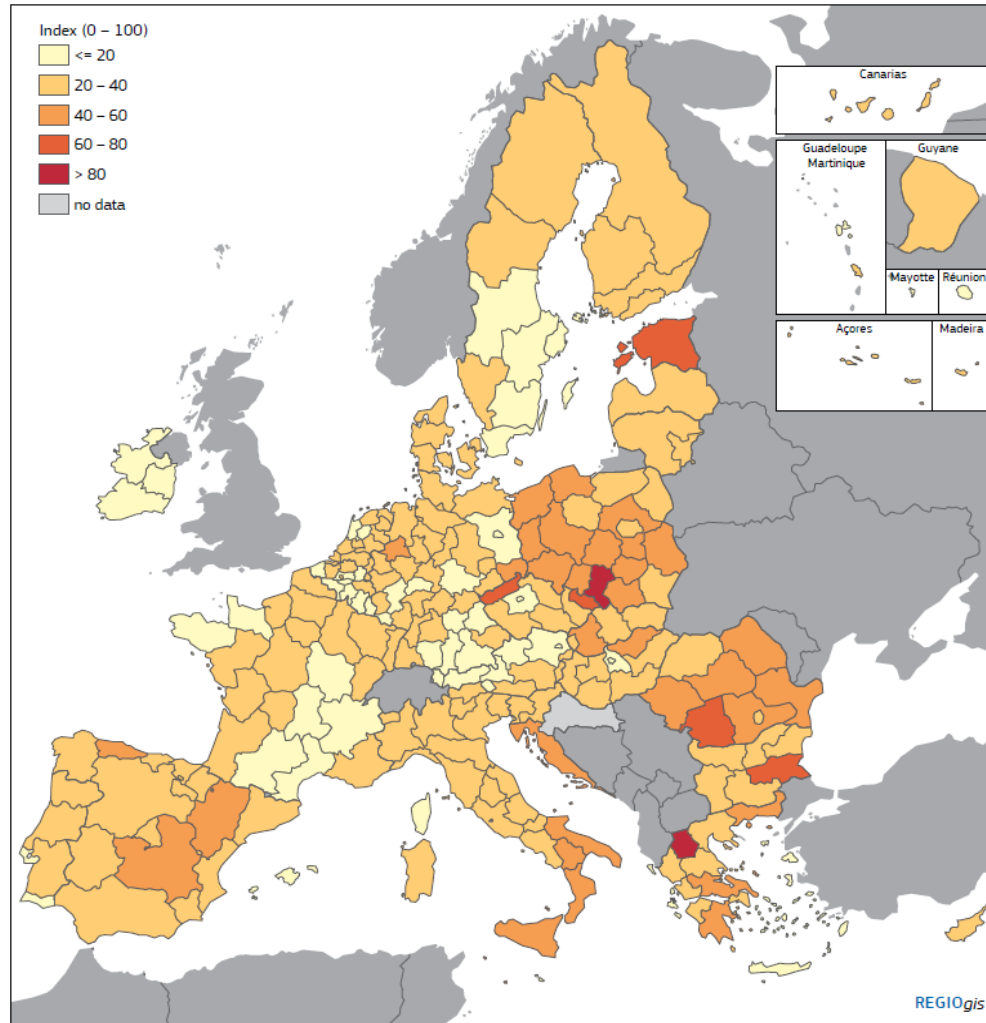 Index (0 – 100)
<= 20
20 – 40
40 – 60
60 – 80
> 80
no data
Canarias
Guadeloupe
Martinique
Guyane
Mayotte
Réunion
Açores
Madeira
REGIOgis